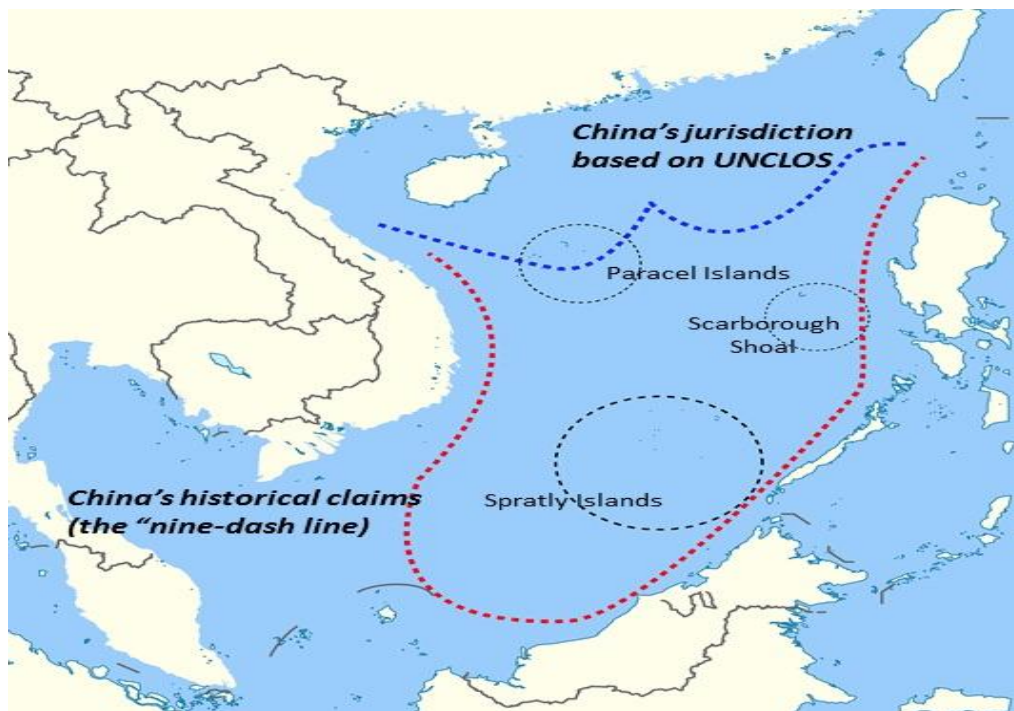 China’s jurisdiction
based on UNCLOS
Paracel Islands
Scarborough
Shoal
China’s historical claims
(the “nine-dash line)
Spratly Islands